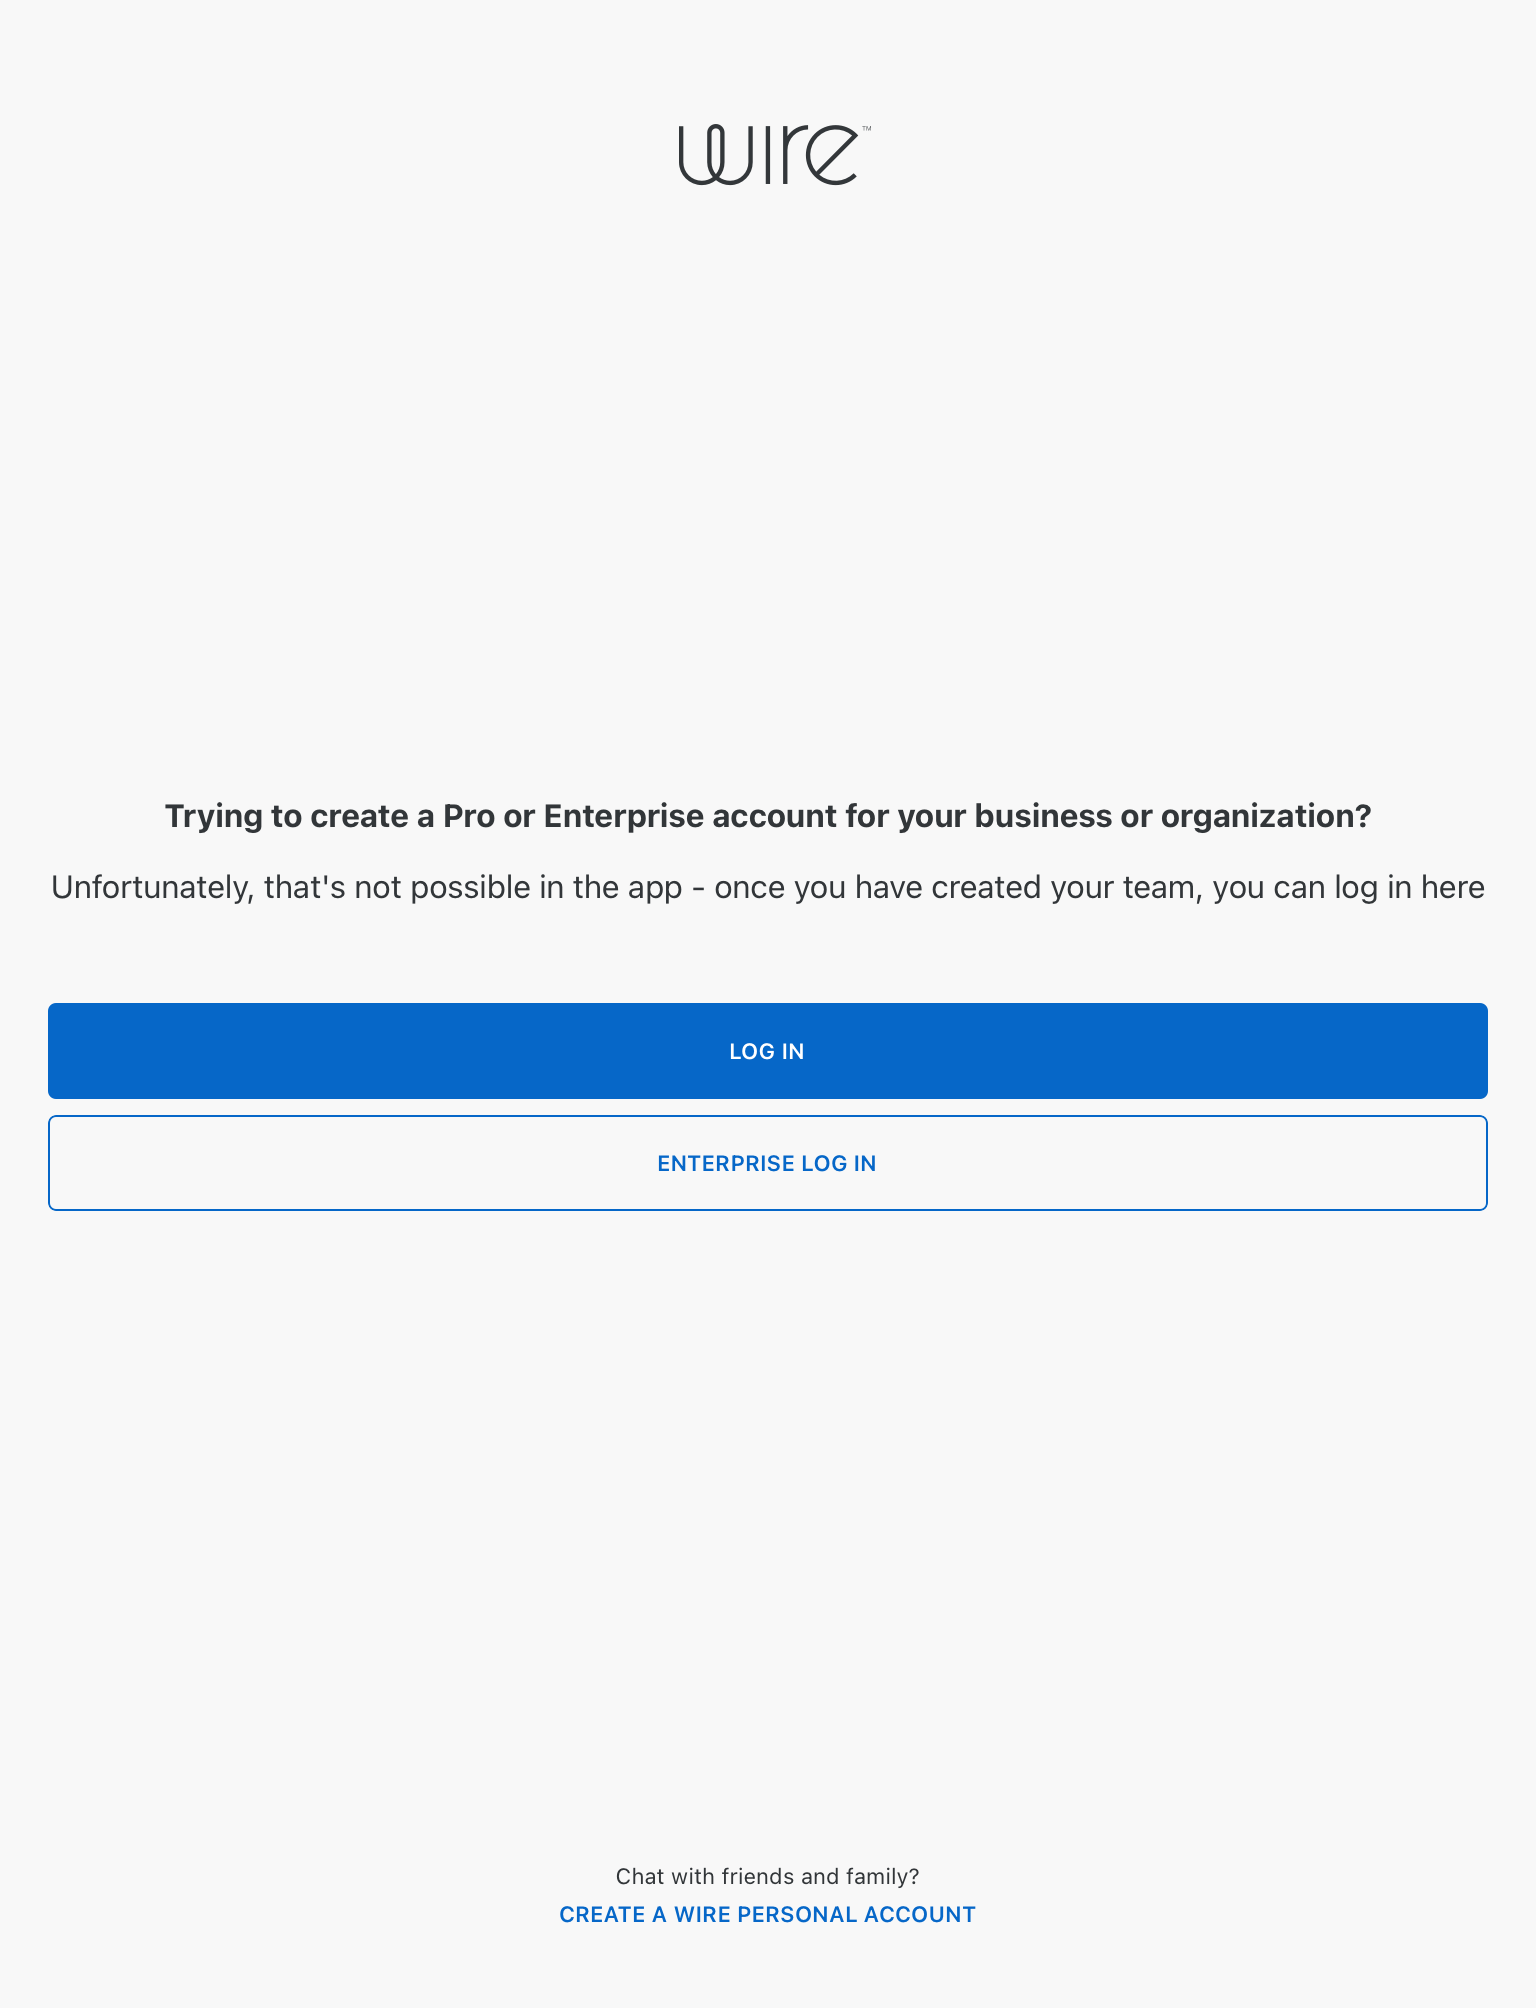 wire™
Trying to create a Pro or Enterprise account for your business or organization?
Unfortunately, that's not possible in the app - once you have created your team, you can log in here
LOG IN
ENTERPRISE LOG IN
Chat with friends and family?
CREATE A WIRE PERSONAL ACCOUNT